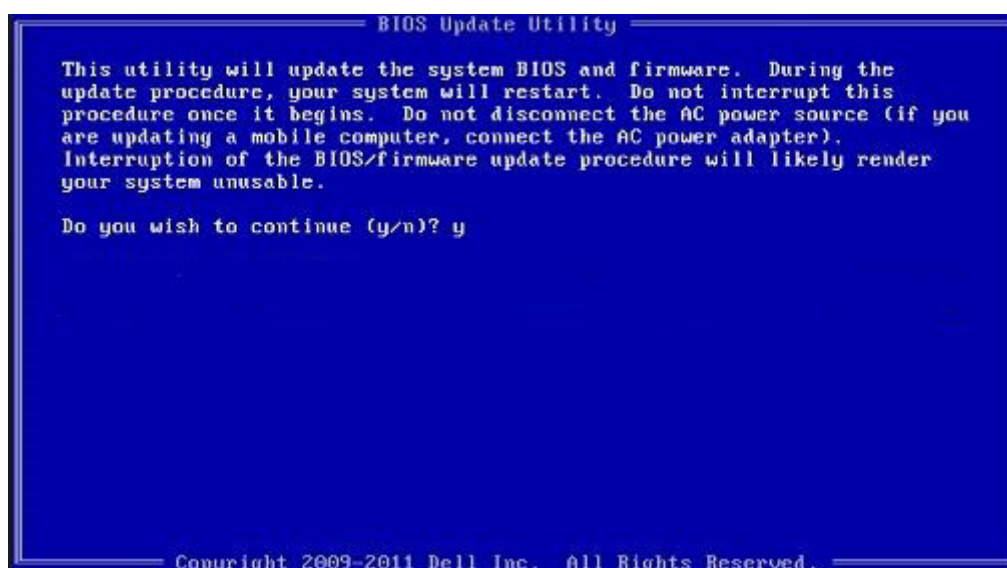 BIOS Update Utility
This utility will update the system BIOS and firmware. During the
update procedure, your system will restart. Do not interrupt this
procedure once it begins. Do not disconnect the AC power source (if you
are updating a mobile computer, connect the AC power adapter).
Interruption of the BIOS/firmware update procedure will likely render
your system unusable.
Do you wish to continue (y/n)? y
Copyright 2009-2011 Dell Inc. All Rights Reserved.